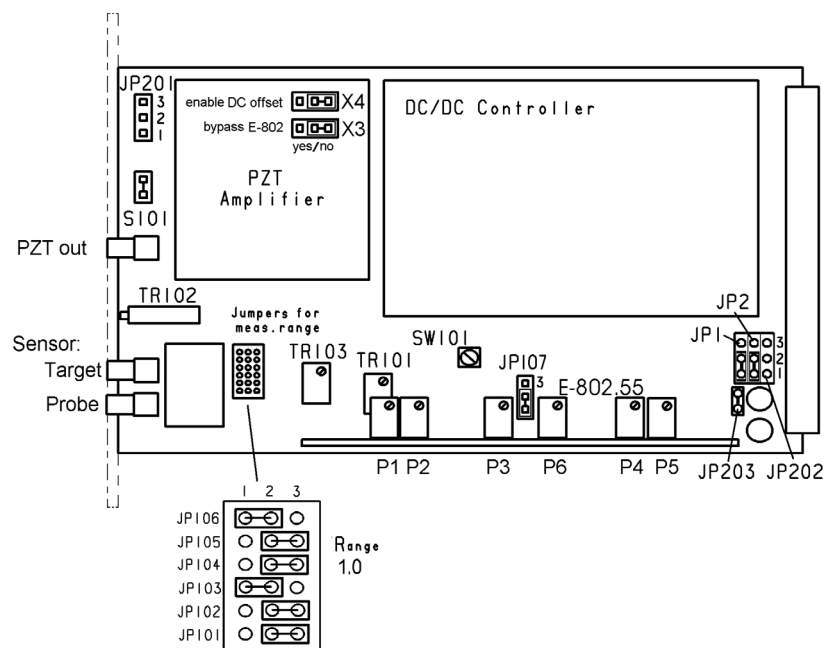 JP201
3
2
1
enable DC offset
X4
bypass E-802
X3
yes/no
DC/DC Controller
PZT
Amplifier
S101
PZT out
TR102
Jumpers for
meas.range
Sensor:
Target
Probe
TR103
TR101
SW101
JP107
3
E-802.55
JP2
JP1
3
2
1
P1 P2 P3 P6 P4 P5
JP203
JP202
1 2 3
JP106
JP105
JP104
JP103
JP102
JP101
Range
1,0